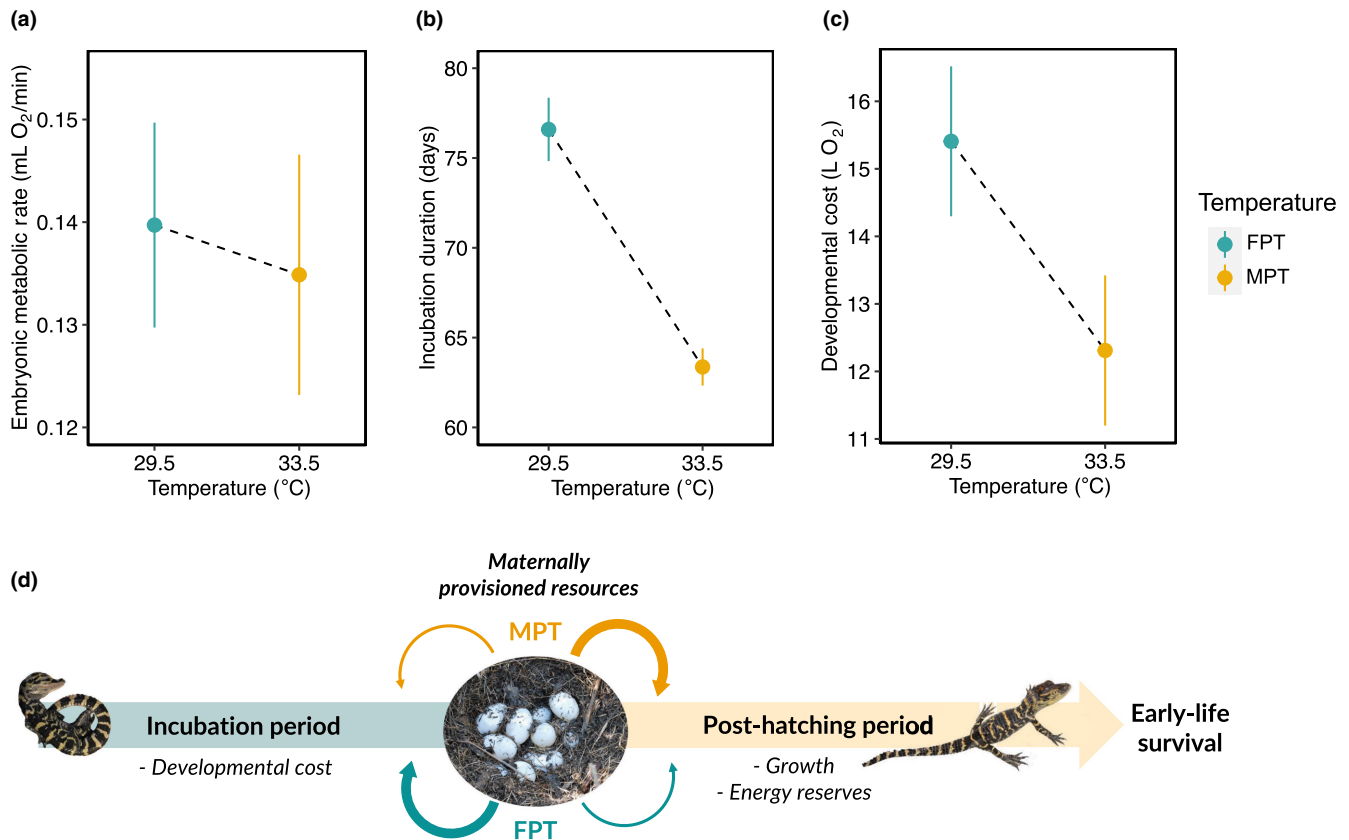 (a)
Embryonic metabolic rate (mL O₂/min)
0.15
0.14
0.13
0.12
29.5
33.5
Temperature (°C)
(b)
Incubation duration (days)
80
75
70
65
60
29.5
33.5
Temperature (°C)
(c)
Developmental cost (L O₂)
16
15
14
13
12
11
29.5
33.5
Temperature (°C)
Temperature
FPT
MPT
(d)
Maternally
provisioned resources
MPT
Incubation period
- Developmental cost
Post-hatching period
- Growth
- Energy reserves
Early-life
survival
FPT